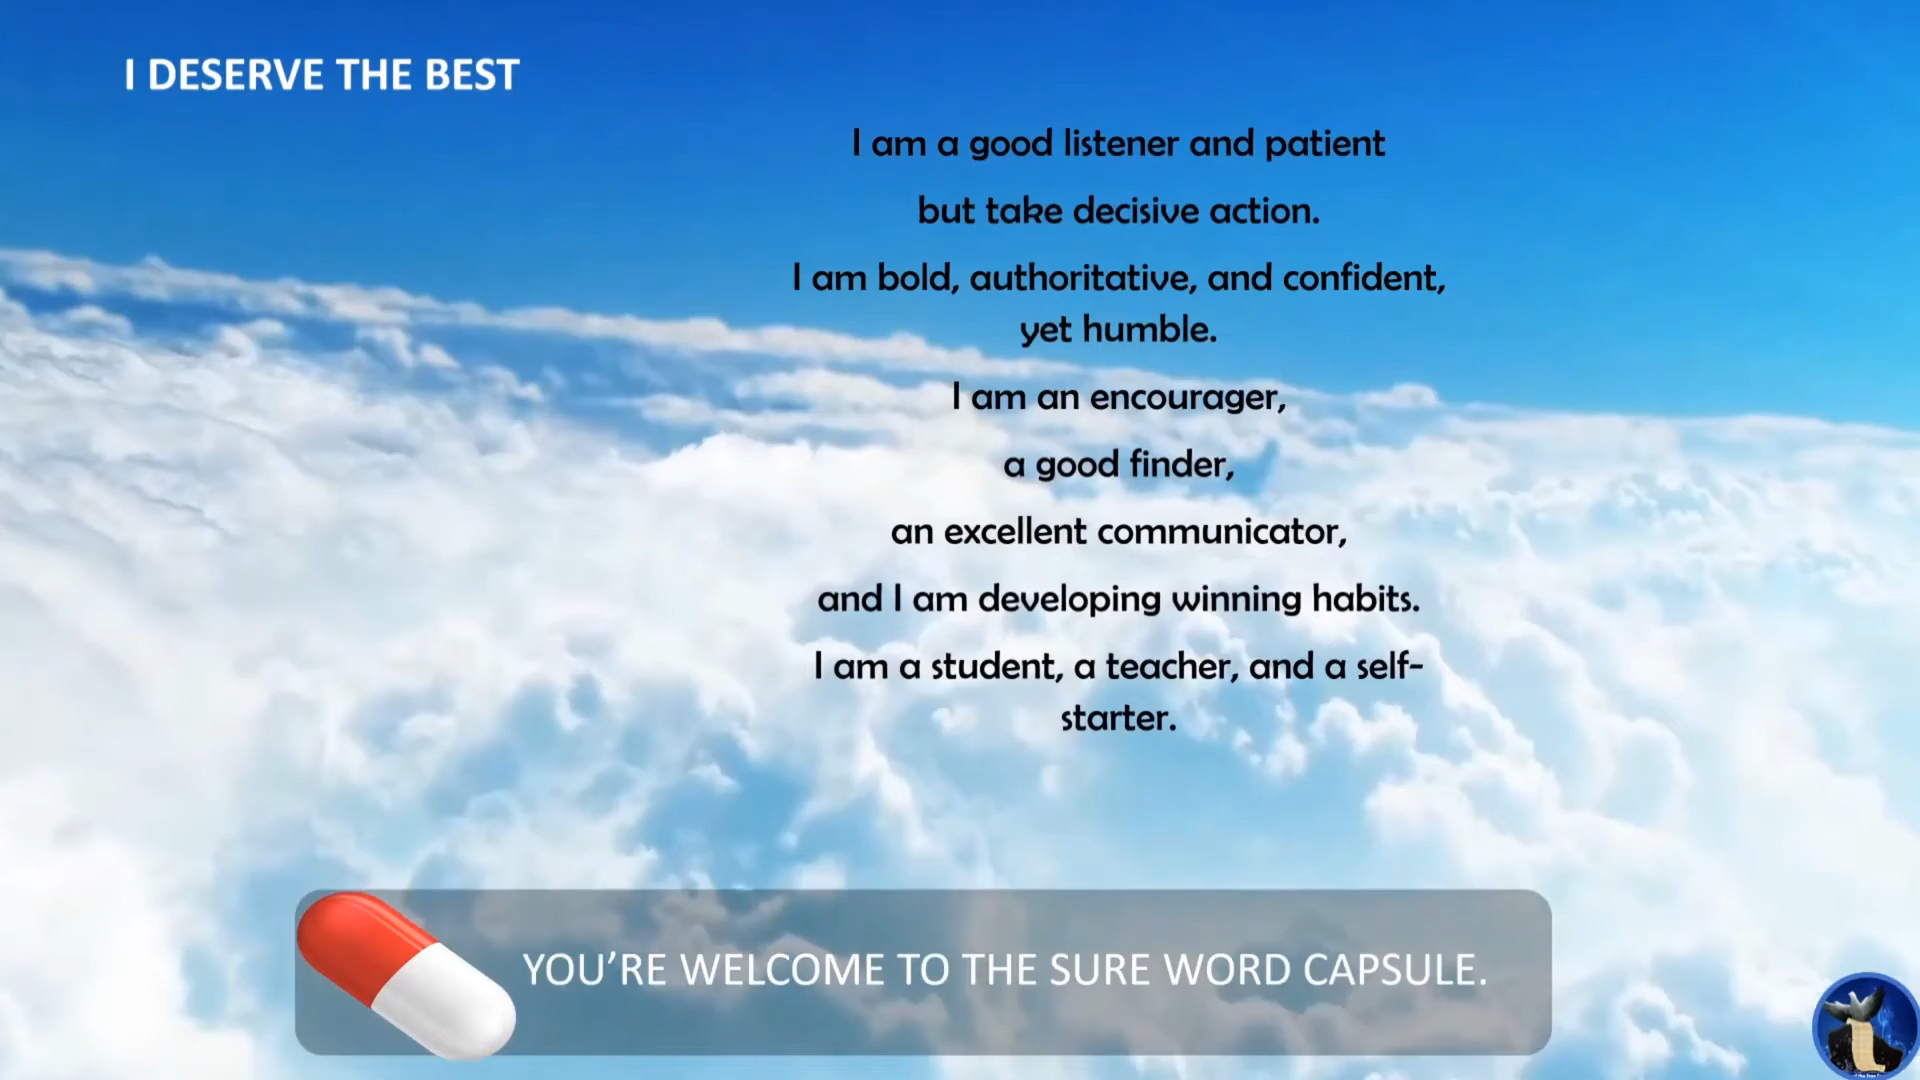 I DESERVE THE BEST
I am a good listener and patient
but take decisive action.
I am bold, authoritative, and confident,
yet humble.
I am an encourager,
a good finder,
an excellent communicator,
and I am developing winning habits.
I am a student, a teacher, and a self-
starter.
YOU’RE WELCOME TO THE SURE WORD CAPSULE.